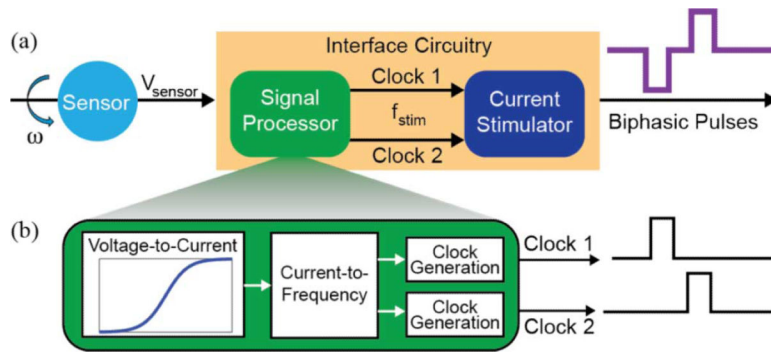 (a)
Interface Circuitry
Sensor
ω
V_sensor
Signal
Processor
Clock 1
f_stim
Clock 2
Current
Stimulator
Biphasic Pulses
(b)
Voltage-to-Current
Current-to-
Frequency
Clock
Generation
Clock
Generation
Clock 1
Clock 2